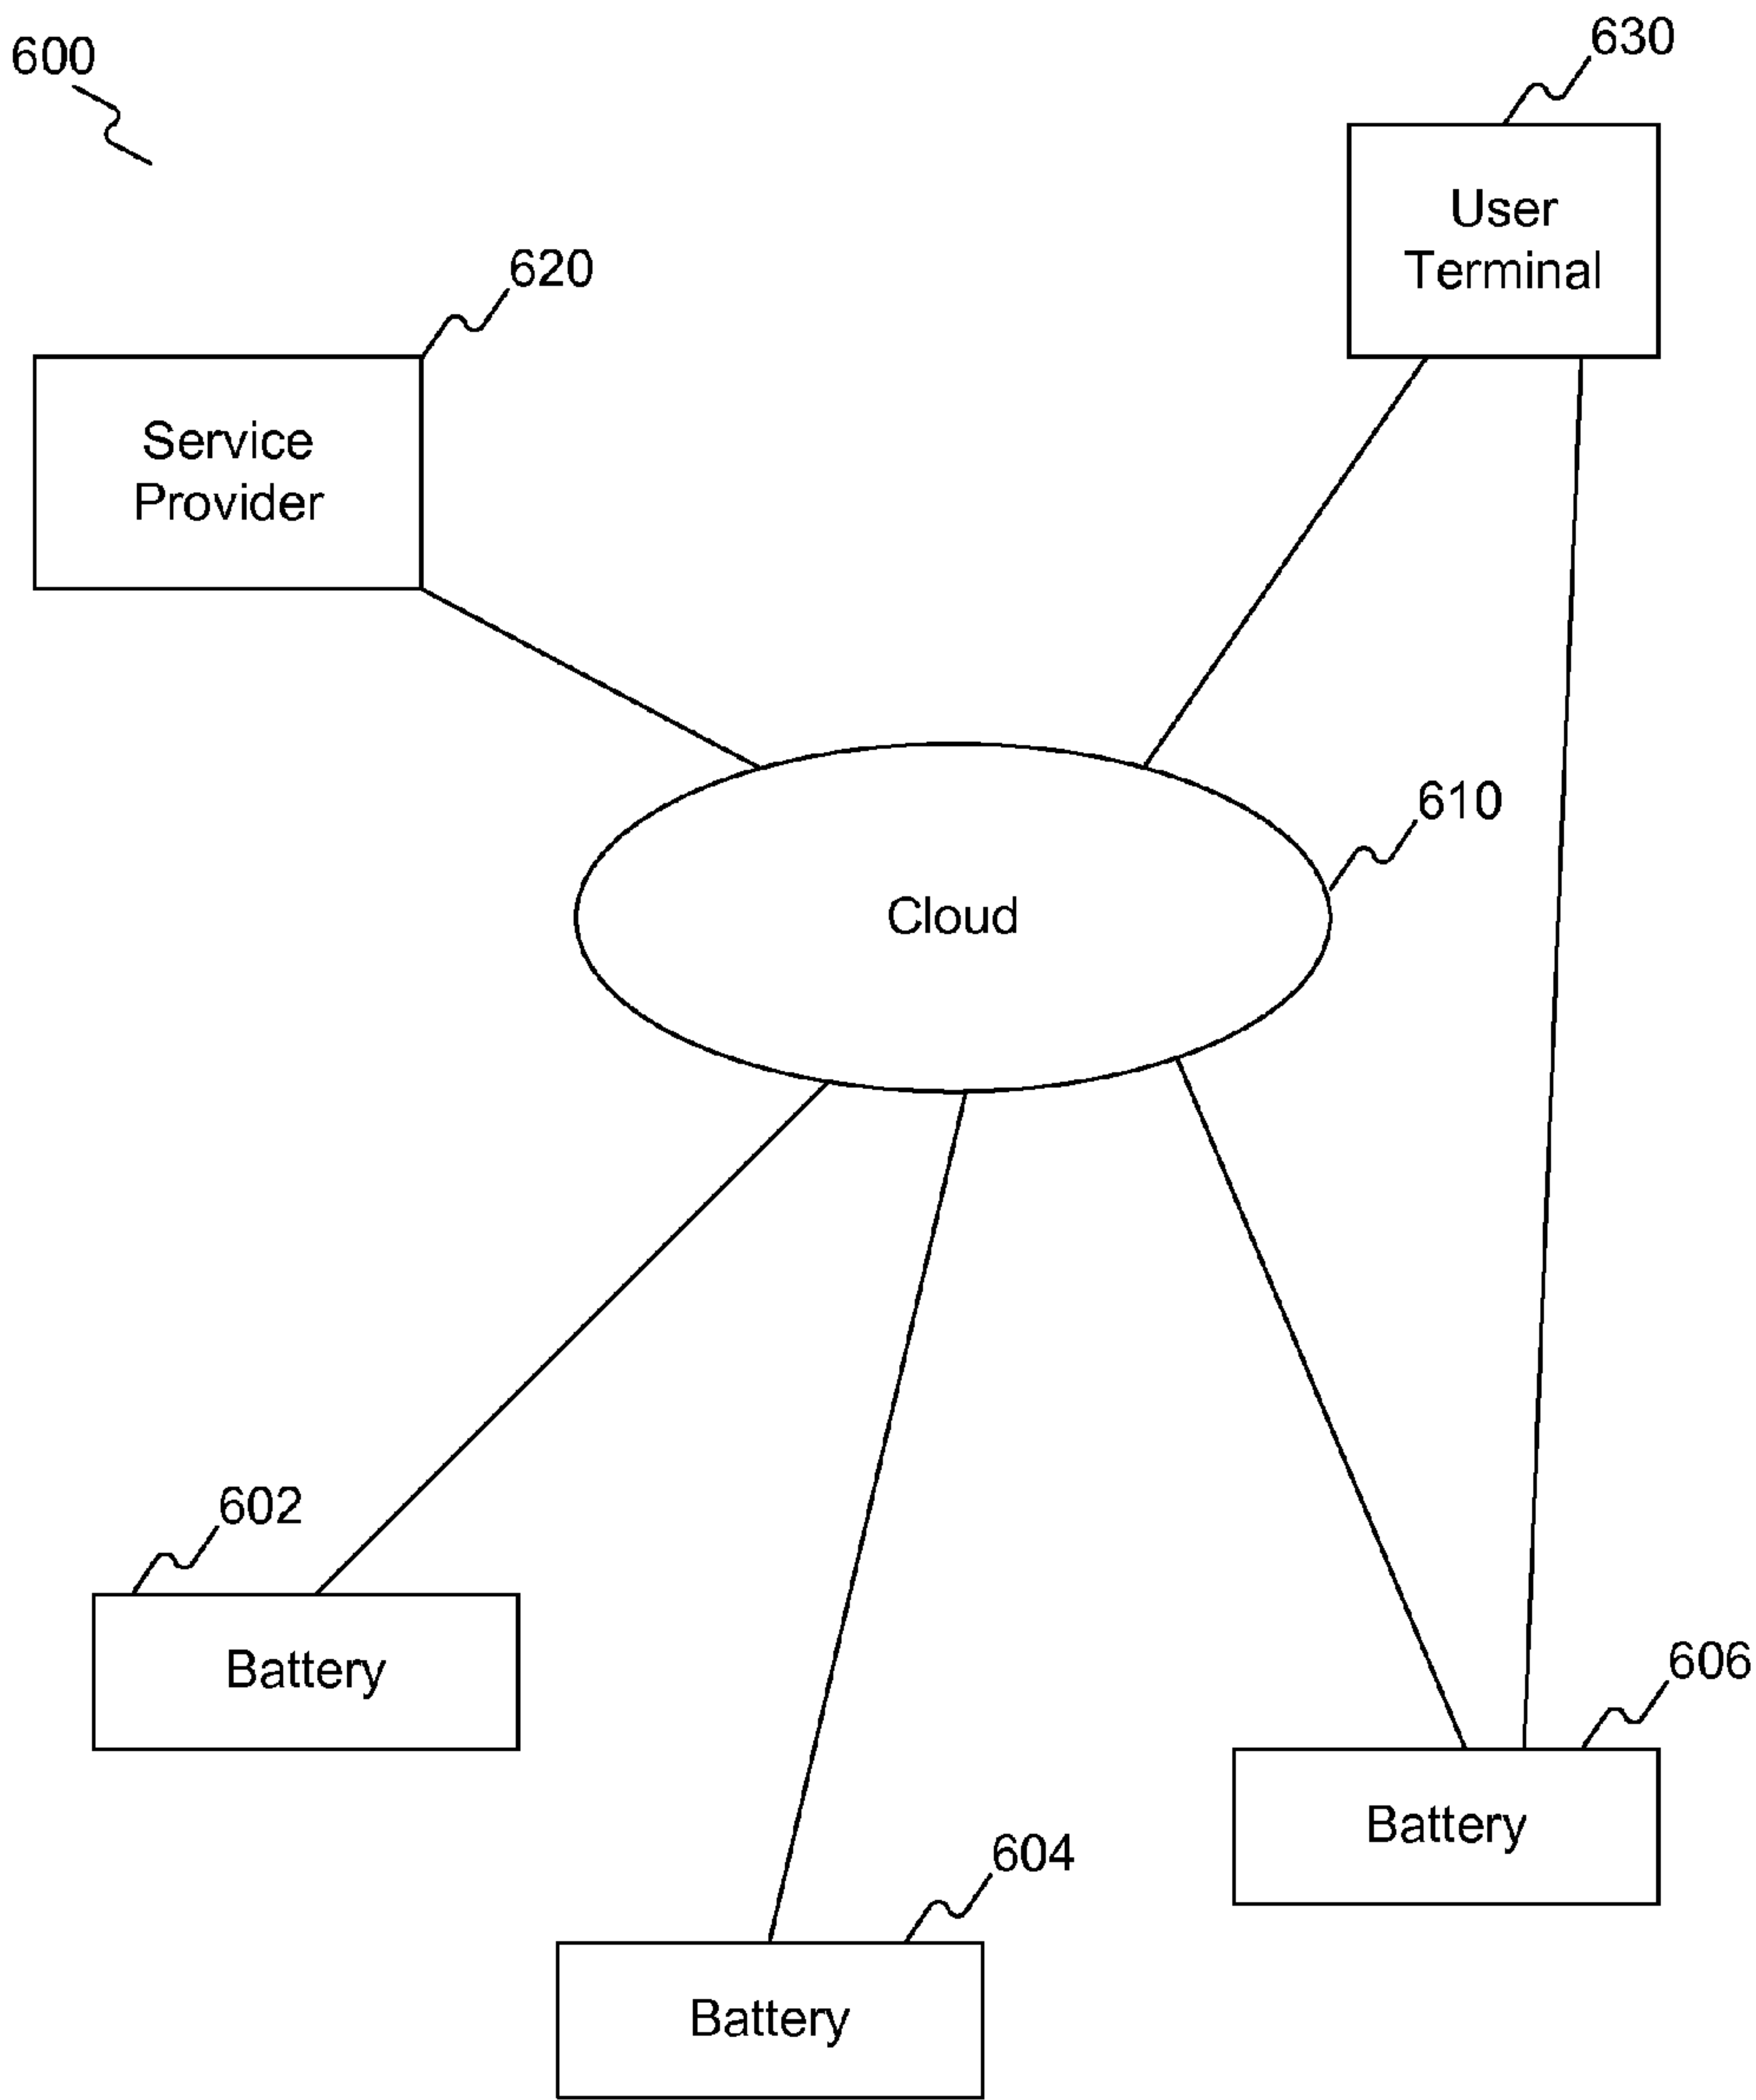 600
630
User
Terminal
620
Service
Provider
610
Cloud
602
Battery
606
Battery
604
Battery